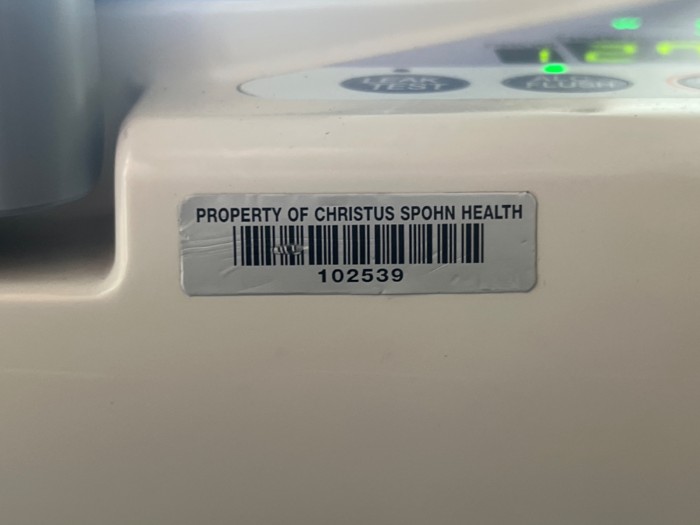 LEAK
TEST
FLUSH
PROPERTY OF CHRISTUS SPOHN HEALTH
102539